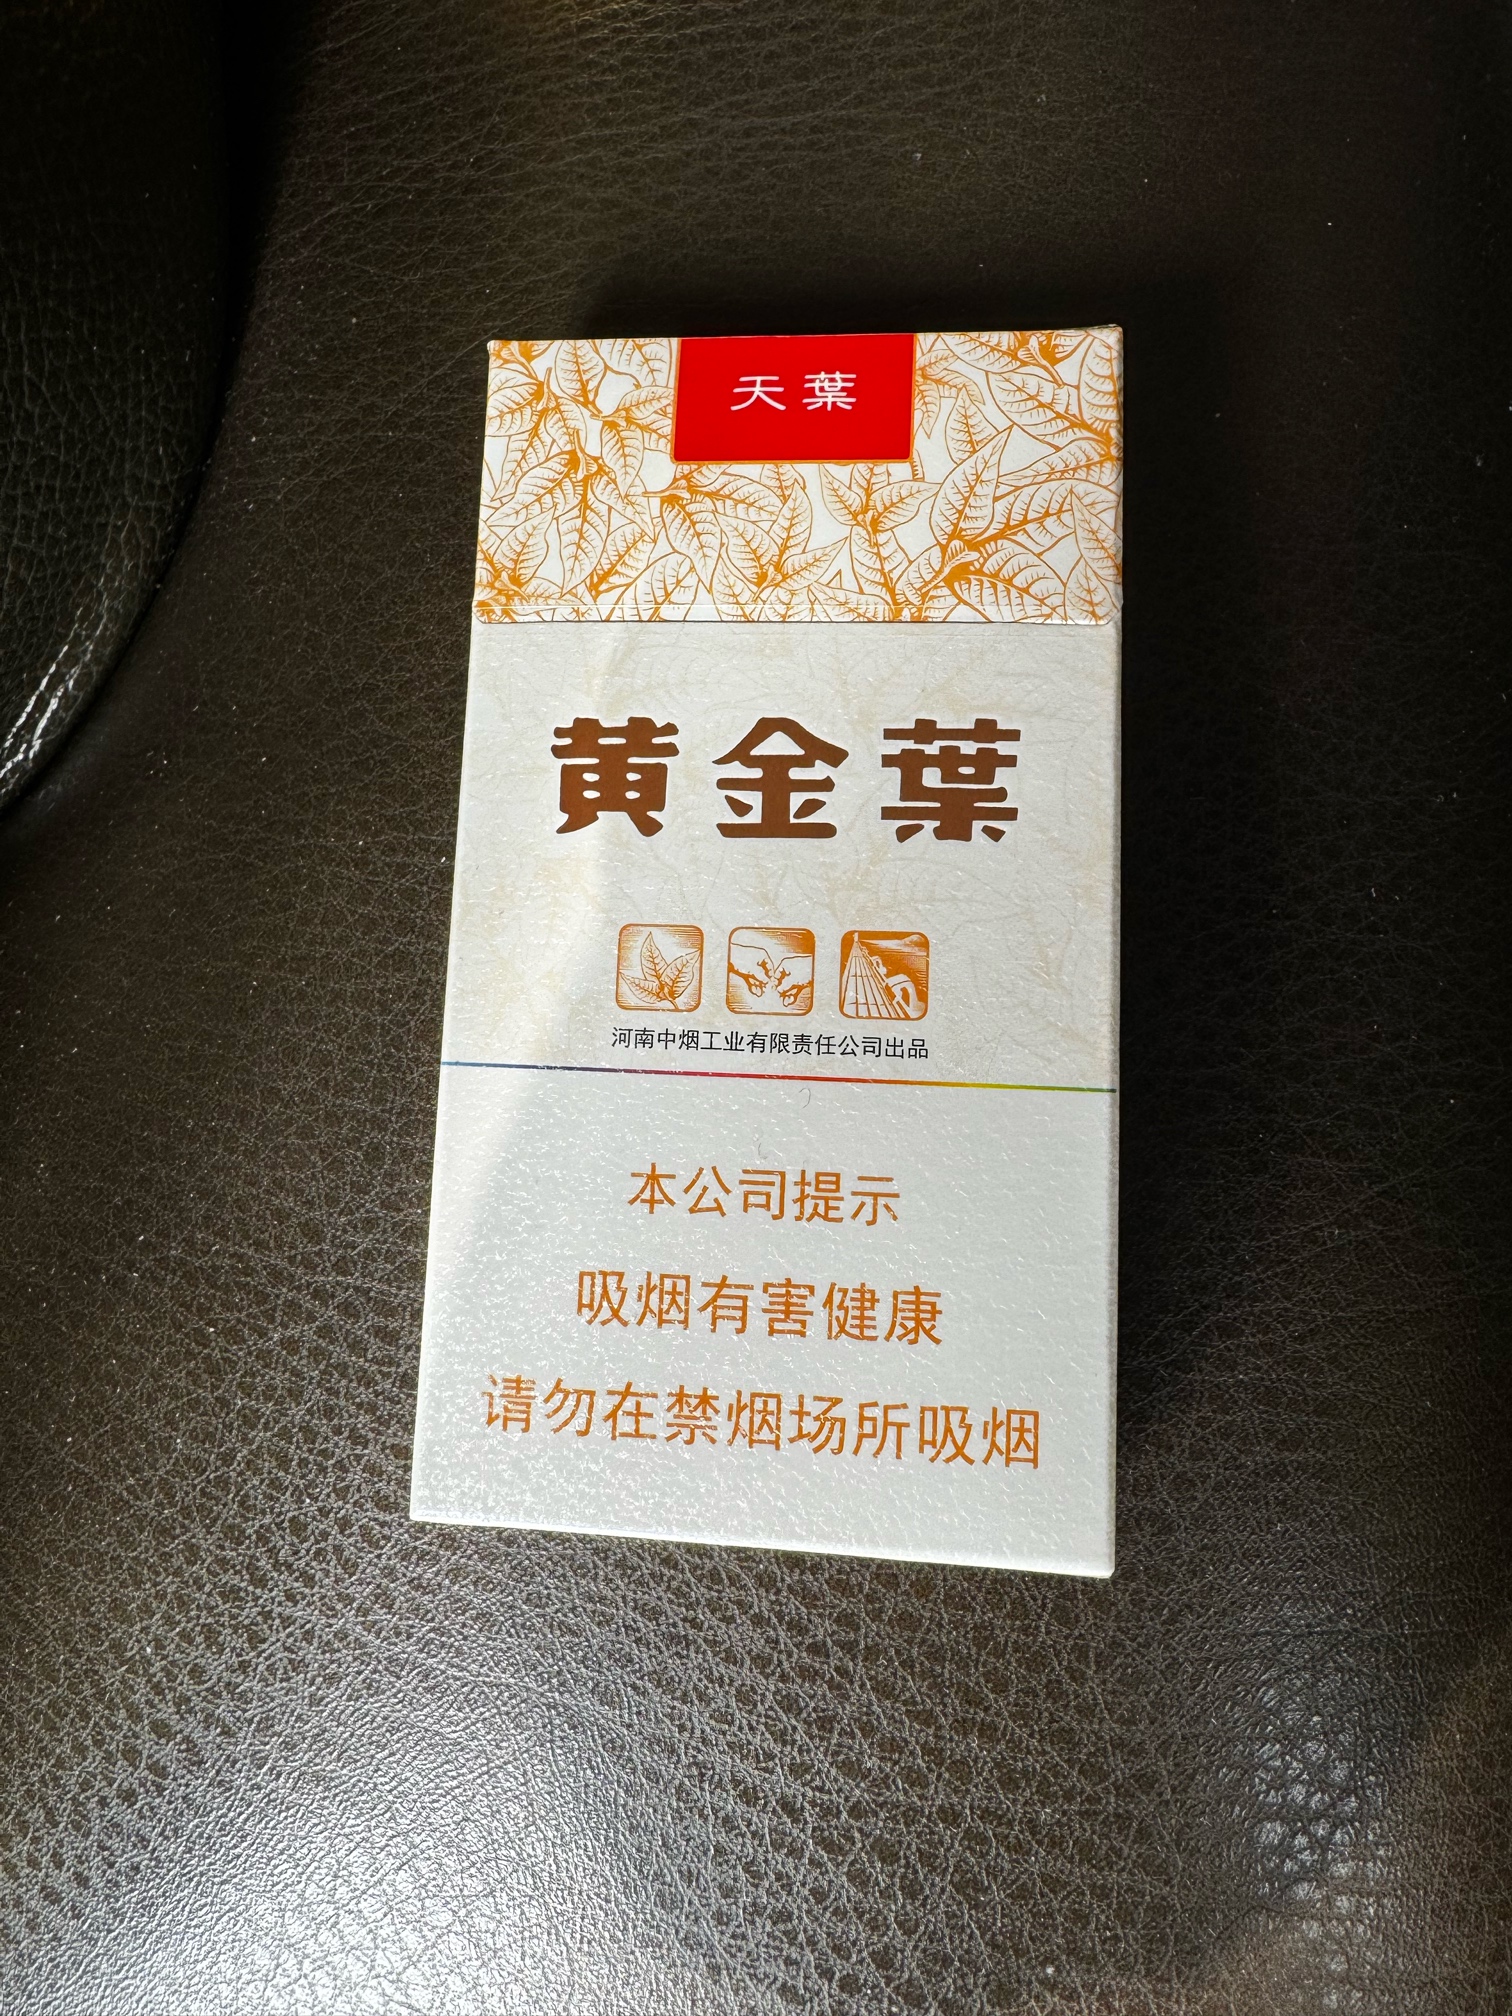 天葉
黄金葉
河南中烟工业有限责任公司出品
本公司提示
吸烟有害健康
请勿在禁烟场所吸烟